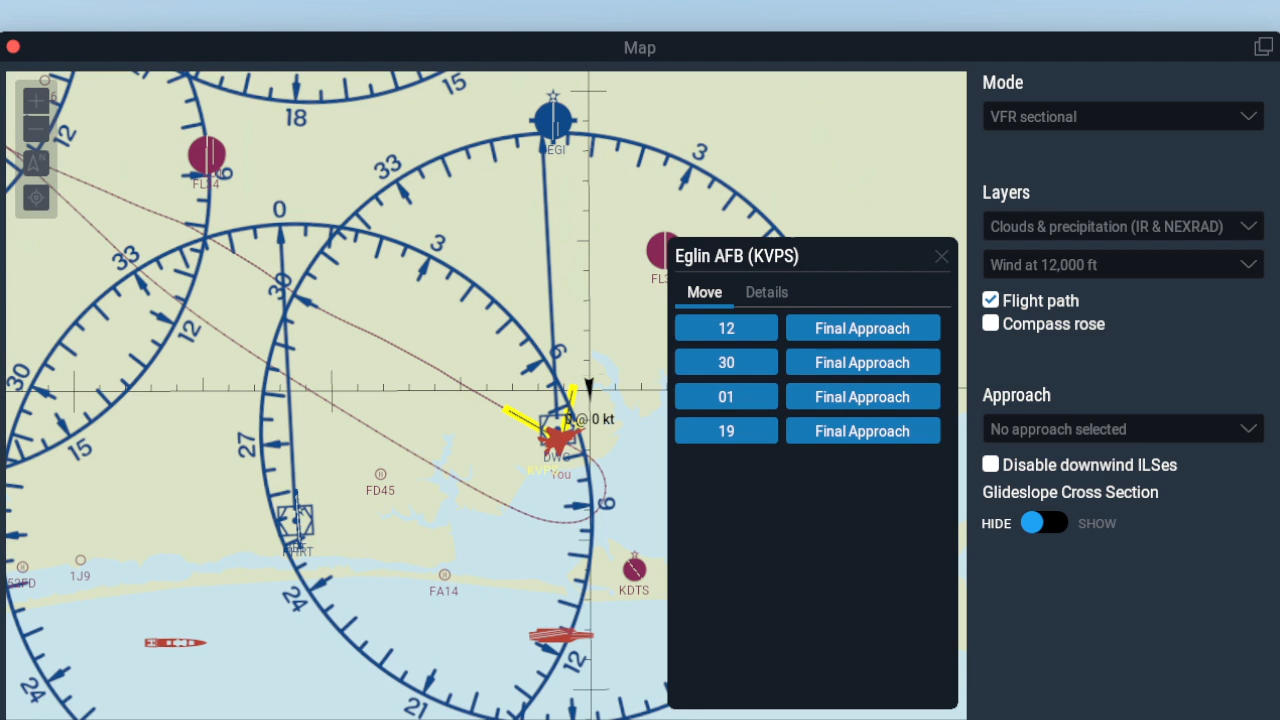 Map
Mode
VFR sectional
Layers
Clouds & precipitation (IR & NEXRAD)
Wind at 12,000 ft
Flight path
Compass rose
Approach
No approach selected
Disable downwind ILSes
Glideslope Cross Section
HIDE
SHOW
Eglin AFB (KVPS)
Move
Details
12
Final Approach
30
Final Approach
01
Final Approach
19
Final Approach
15
18
12
6
33
3
EGI
0
33
3
30
12
30
6
15
27
0 @ 0 kt
DWG
KVPS
You
FD45
6
1J9
FA14
KDTS
24
12
24
21